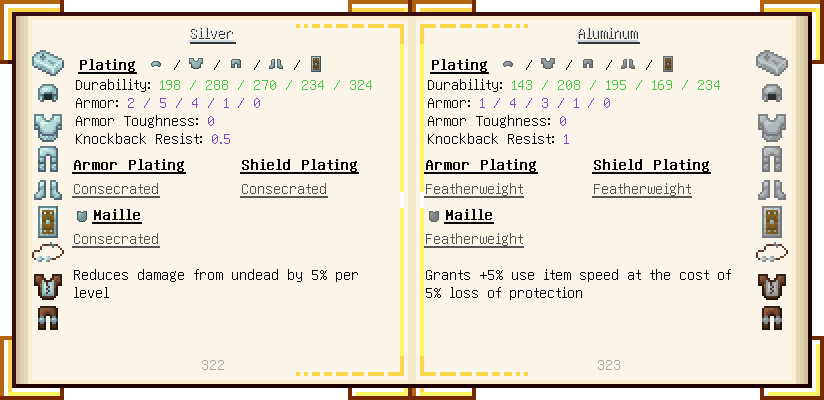 Silver
Plating / / / /
Durability: 198 / 288 / 270 / 234 / 324
Armor: 2 / 5 / 4 / 1 / 0
Armor Toughness: 0
Knockback Resist: 0.5
Armor Plating Shield Plating
Consecrated Consecrated
Maille
Consecrated
Reduces damage from undead by 5% per
level
322
Aluminum
Plating / / / /
Durability: 143 / 208 / 195 / 169 / 234
Armor: 1 / 4 / 3 / 1 / 0
Armor Toughness: 0
Knockback Resist: 1
Armor Plating Shield Plating
Featherweight Featherweight
Maille
Featherweight
Grants +5% use item speed at the cost of
5% loss of protection
323